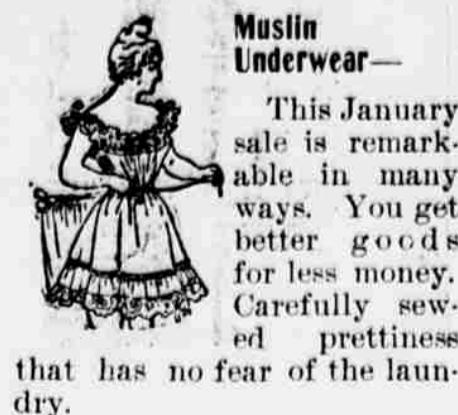 Muslin
Underwear—
This January
sale is remark-
able in many
ways. You get
better goods
for less money.
Carefully sew-
ed prettiness
that has no fear of the laun-
dry.